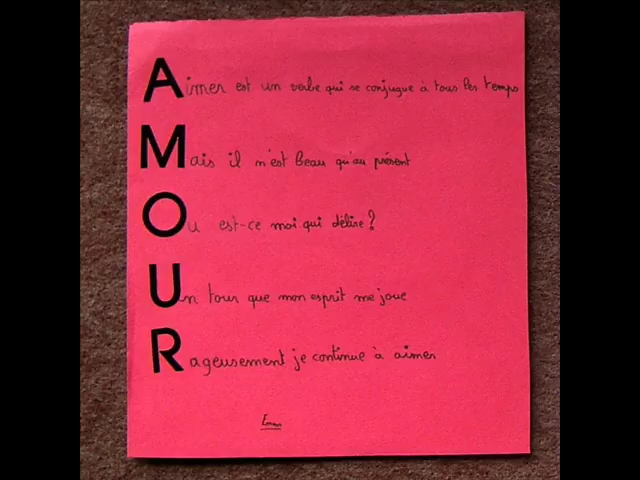 Aimer est un verbe qui se conjugue à tous les temps
Mais il n'est Beau qu'au présent
Ou est-ce moi qui délire?
Un tour que mon esprit me joue
Rageusement je continue à aimer